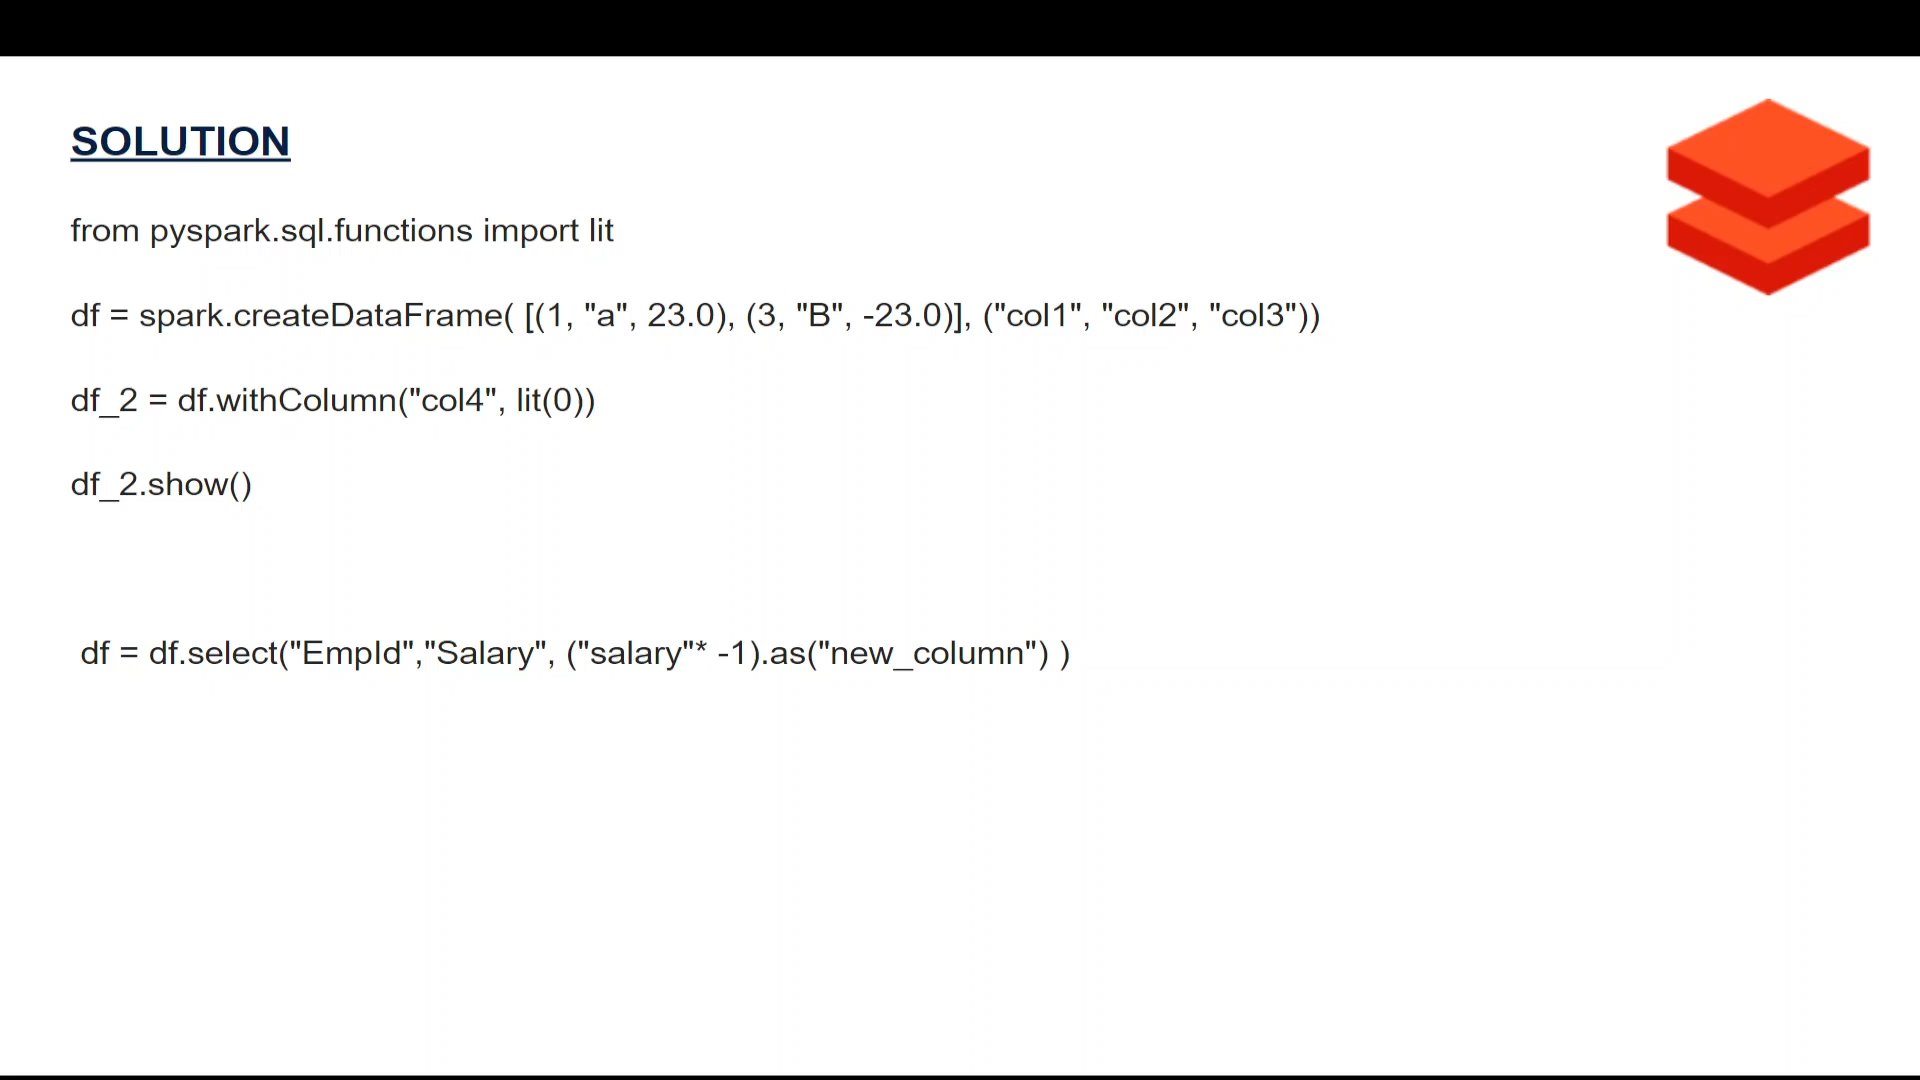 SOLUTION
from pyspark.sql.functions import lit
df = spark.createDataFrame( [(1, "a", 23.0), (3, "B", -23.0)], ("col1", "col2", "col3"))
df_2 = df.withColumn("col4", lit(0))
df_2.show()
df = df.select("EmpId","Salary", ("salary"* -1).as("new_column") )